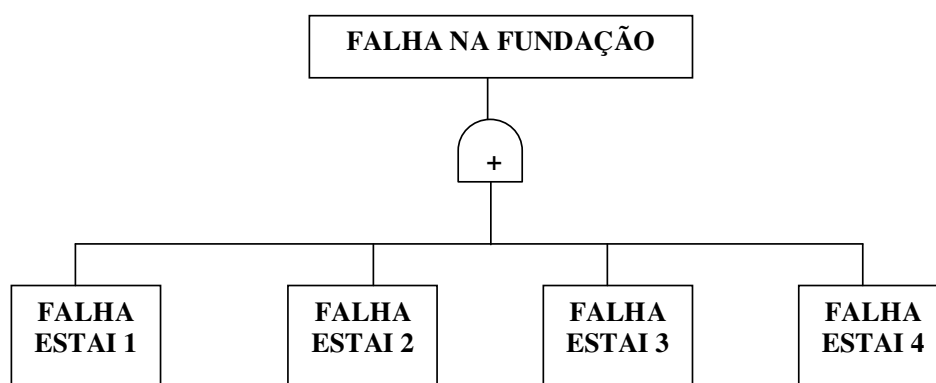 FALHA NA FUNDAÇÃO
+
FALHA
ESTAI 1
FALHA
ESTAI 2
FALHA
ESTAI 3
FALHA
ESTAI 4